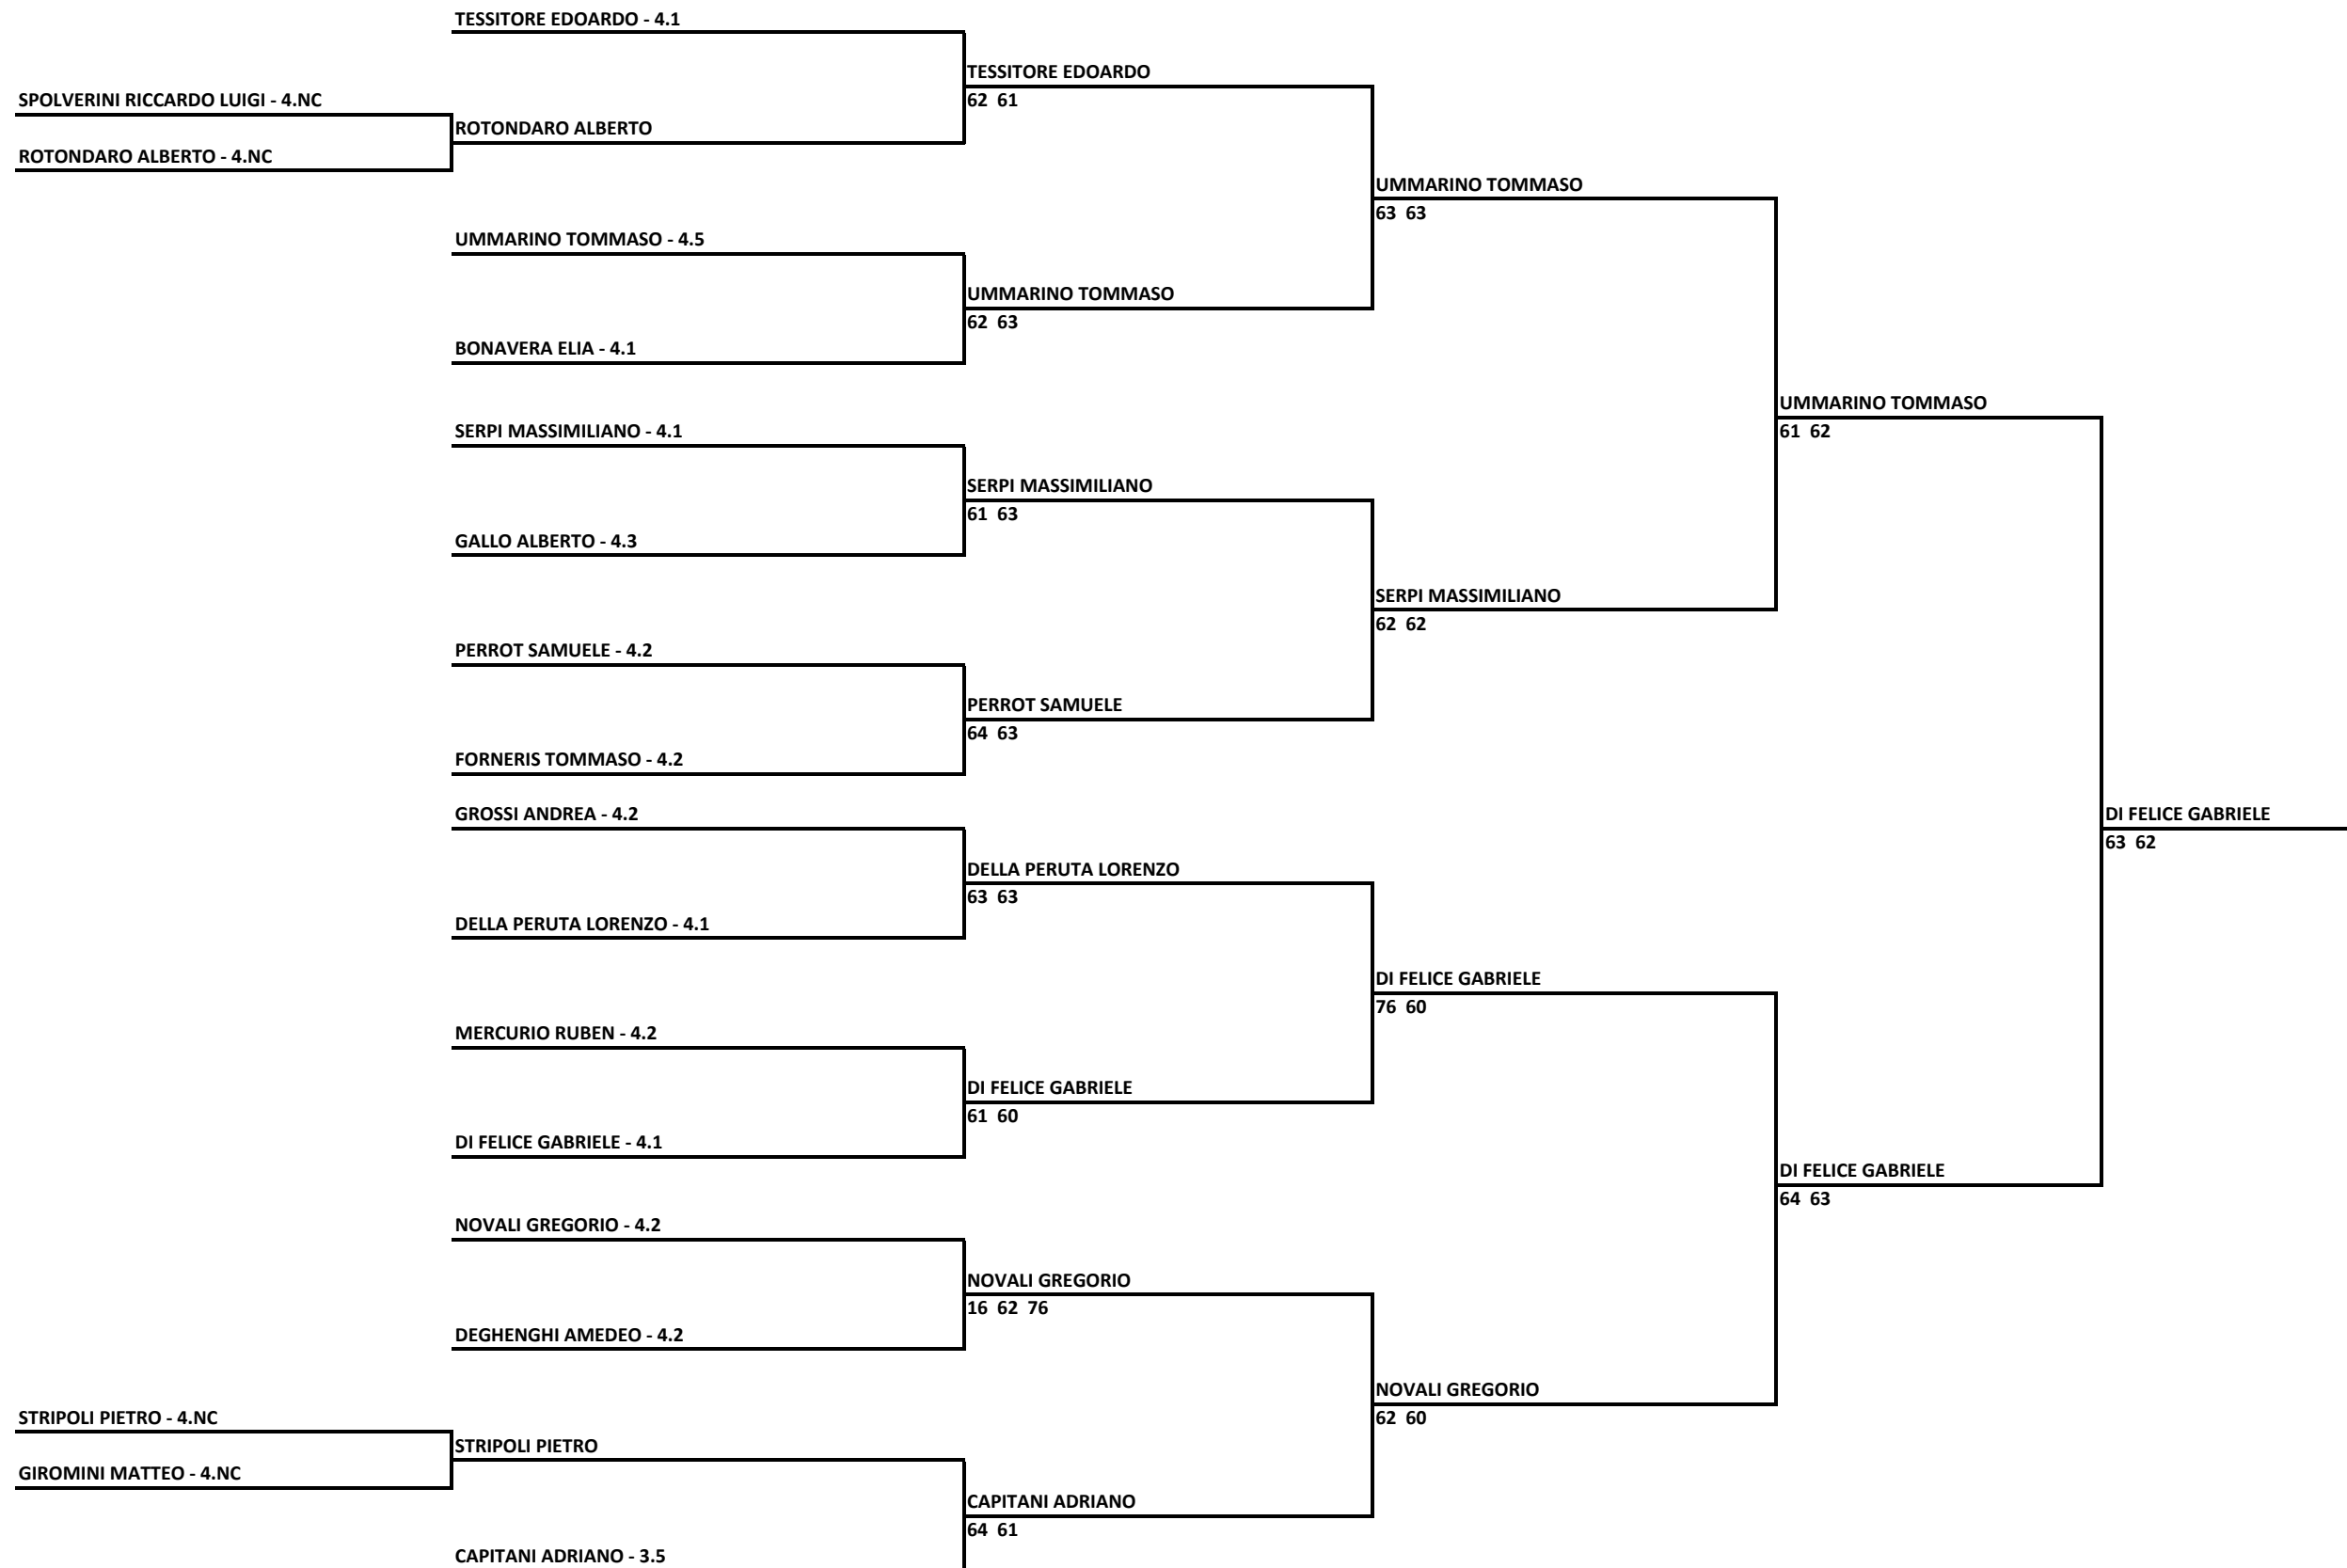 TESSITORE EDOARDO - 4.1
TESSITORE EDOARDO
SPOLVERINI RICCARDO LUIGI - 4.NC
62 61
ROTONDARO ALBERTO
ROTONDARO ALBERTO - 4.NC
UMMARINO TOMMASO
63 63
UMMARINO TOMMASO - 4.5
UMMARINO TOMMASO
62 63
BONAVERA ELIA - 4.1
UMMARINO TOMMASO
SERPI MASSIMILIANO - 4.1
61 62
SERPI MASSIMILIANO
61 63
GALLO ALBERTO - 4.3
SERPI MASSIMILIANO
62 62
PERROT SAMUELE - 4.2
PERROT SAMUELE
64 63
FORNERIS TOMMASO - 4.2
GROSSI ANDREA - 4.2
DI FELICE GABRIELE
63 62
DELLA PERUTA LORENZO
63 63
DELLA PERUTA LORENZO - 4.1
DI FELICE GABRIELE
76 60
MERCURIO RUBEN - 4.2
DI FELICE GABRIELE
61 60
DI FELICE GABRIELE - 4.1
DI FELICE GABRIELE
64 63
NOVALI GREGORIO - 4.2
NOVALI GREGORIO
16 62 76
DEGHENGHI AMEDEO - 4.2
NOVALI GREGORIO
STRIPOLI PIETRO - 4.NC
62 60
STRIPOLI PIETRO
GIROMINI MATTEO - 4.NC
CAPITANI ADRIANO
64 61
CAPITANI ADRIANO - 3.5